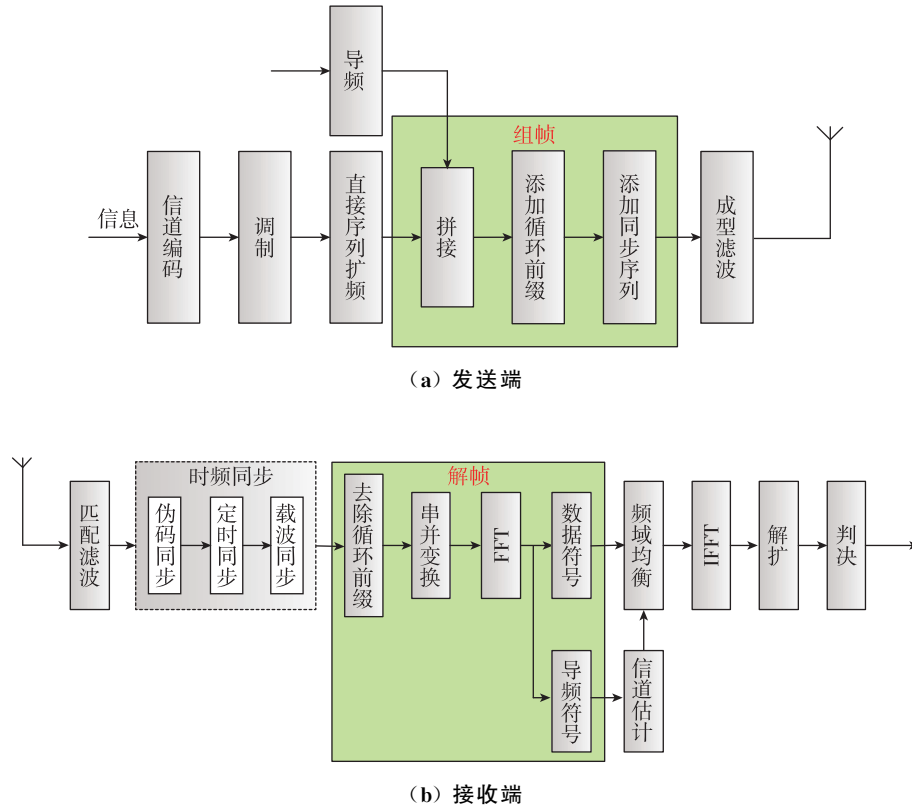 导频
组帧
信息
信道编码
调制
直接序列扩频
拼接
添加循环前缀
添加同步序列
成型滤波
(a) 发送端
匹配滤波
时频同步
伪码同步
定时同步
载波同步
解帧
去除循环前缀
串并变换
FFT
数据符号
频域均衡
IFFT
解扩
判决
导频符号
信道估计
(b) 接收端